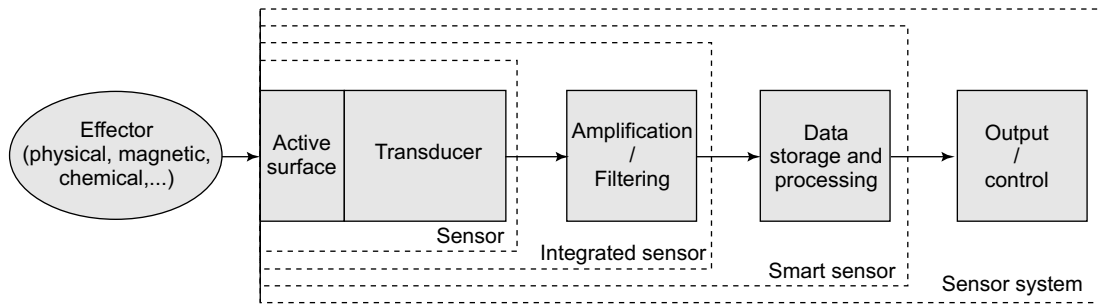 Effector
(physical, magnetic,
chemical,...)
Active
surface
Transducer
Amplification
/
Filtering
Data
storage and
processing
Output
/
control
Sensor
Integrated sensor
Smart sensor
Sensor system